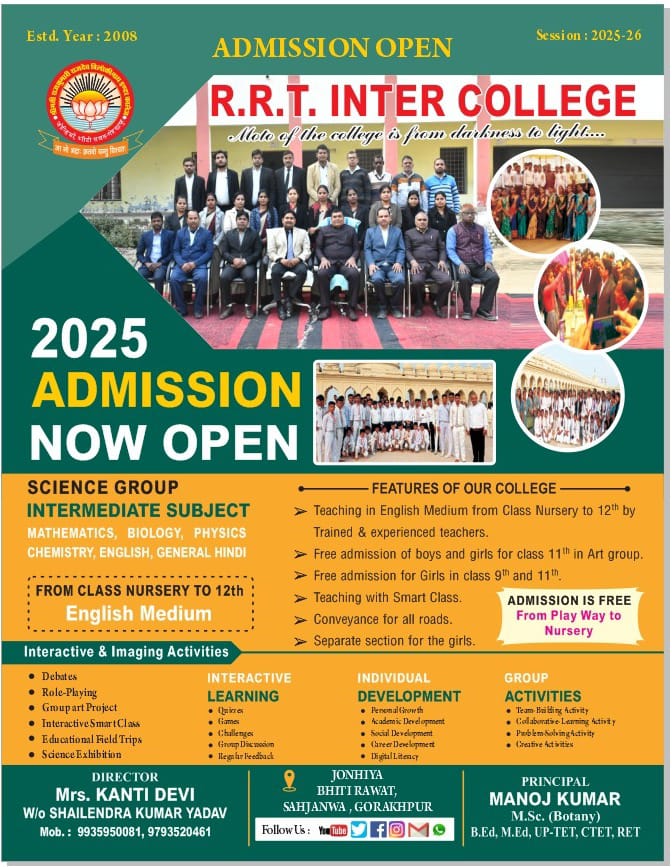 Estd. Year : 2008
ADMISSION OPEN
Session : 2025-26
R.R.T. INTER COLLEGE
Moto of the college is from darkness to light....
2025
ADMISSION
NOW OPEN
SCIENCE GROUP
INTERMEDIATE SUBJECT
MATHEMATICS, BIOLOGY, PHYSICS
CHEMISTRY, ENGLISH, GENERAL HINDI
FROM CLASS NURSERY TO 12th
English Medium
FEATURES OF OUR COLLEGE
➢ Teaching in English Medium from Class Nursery to 12th by
Trained & experienced teachers.
➢ Free admission of boys and girls for class 11th in Art group.
➢ Free admission for Girls in class 9th and 11th.
➢ Teaching with Smart Class.
➢ Conveyance for all roads.
➢ Separate section for the girls.
ADMISSION IS FREE
From Play Way to
Nursery
Interactive & Imaging Activities
• Debates
• Role-Playing
• Group art Project
• Interactive Smart Class
• Educational Field Trips
• Science Exhibition
INTERACTIVE
LEARNING
• Quizzes
• Games
• Challenges
• Group Discussion
• Regular Feedback
INDIVIDUAL
DEVELOPMENT
• Personal Growth
• Academic Development
• Social Development
• Career Development
• Digital Literacy
GROUP
ACTIVITIES
• Team-Building Activity
• Collaborative-Learning Activity
• Problem-Solving Activity
• Creative Activities
DIRECTOR
Mrs. KANTI DEVI
W/o SHAILENDRA KUMAR YADAV
Mob. : 9935950081, 9793520461
JONHIYA
BHITI RAWAT,
SAHJANWA , GORAKHPUR
Follow Us : YouTube
PRINCIPAL
MANOJ KUMAR
M.Sc. (Botany)
B.Ed, M.Ed, UP-TET, CTET, RET